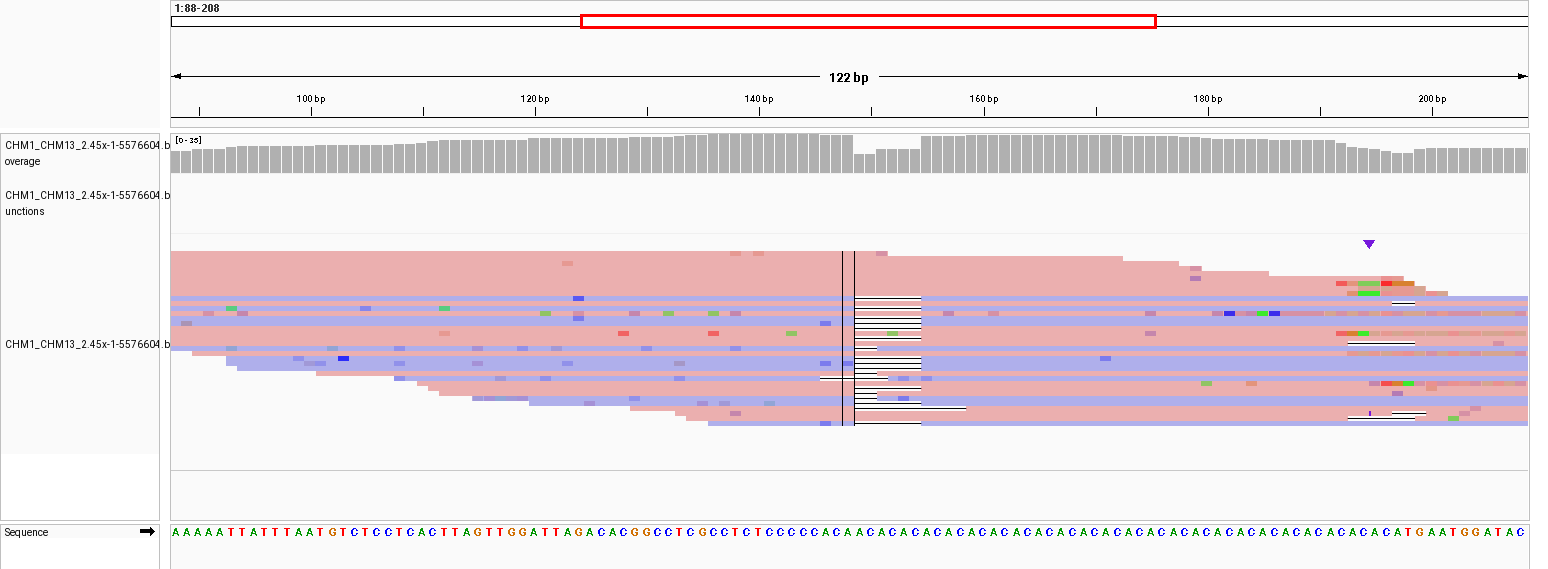 1:88-208
122 bp
100 bp 120 bp 140 bp 160 bp 180 bp 200 bp
CHM1_CHM13_2.45x-1-5576604.b
overage
[0-35]
CHM1_CHM13_2.45x-1-5576604.b
unctions
CHM1_CHM13_2.45x-1-5576604.b
Sequence
A A A A A T T A T T T A A T G T C T C C T C A C T T A G T T G G A T T A G A C A C G G C C T C G C C T C T C C C C C A C A A C A C A C A C A C A C A C A C A C A C A C A C A C A C A C A C A C A C A C A C A C A C A C A T G A A T G G A T A C